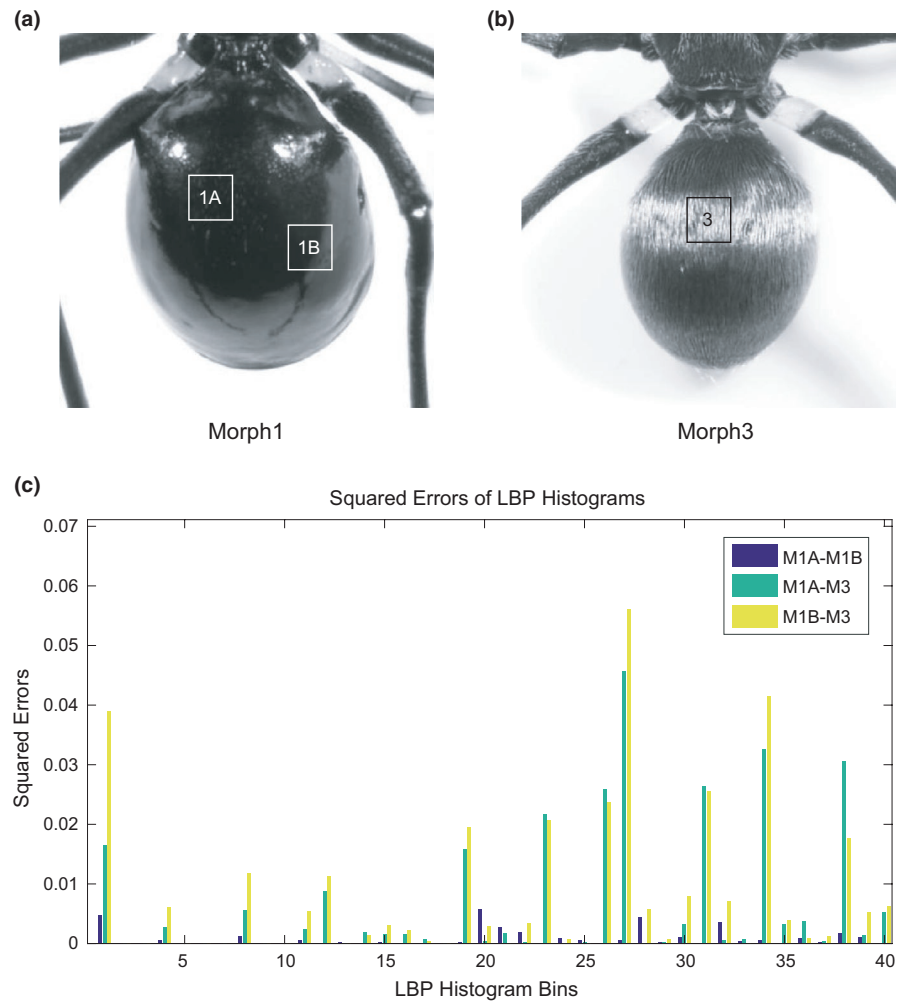 (a)
(b)
1A
1B
3
Morph1
Morph3
(c)
Squared Errors of LBP Histograms
0.07
0.06
0.05
0.04
0.03
0.02
0.01
0
Squared Errors
M1A-M1B
M1A-M3
M1B-M3
5
10
15
20
25
30
35
40
LBP Histogram Bins